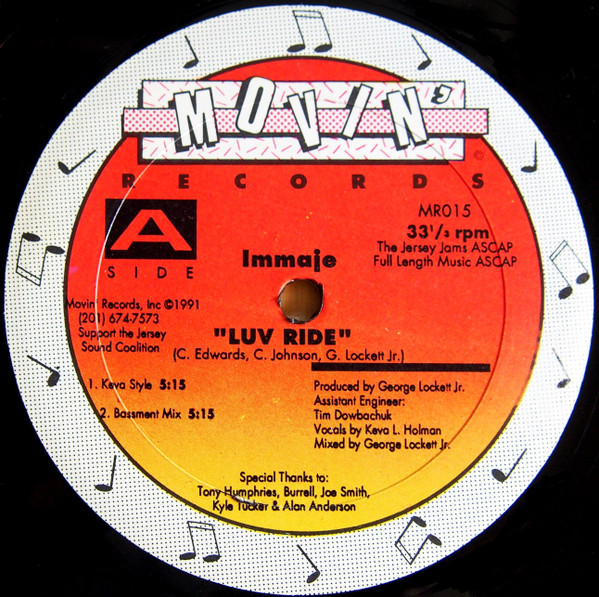 MOVIN'
RECORDS
A
SIDE
MR015
33 1/3 rpm
The Jersey Jams ASCAP
Full Length Music ASCAP
Immaje
Movin' Records, Inc ©1991
(201) 674-7573
Support the Jersey
Sound Coalition
"LUV RIDE"
(C. Edwards, C. Johnson, G. Lockett Jr.)
1. Keva Style 5:15
2. Bassment Mix 5:15
Produced by George Lockett Jr.
Assistant Engineer:
Tim Dowbachuk
Vocals by Keva L. Holman
Mixed by George Lockett Jr.
Special Thanks to:
Tony Humphries, Burrell, Joe Smith,
Kyle Tucker & Alan Anderson